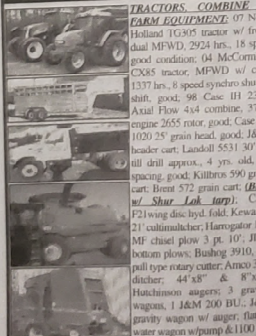 TRACTORS, COMBINE
FARM EQUIPMENT: 07 N
Holland TG305 tractor w/ fr
dual MFWD, 2924 hrs., 18 sp
good condition; 04 McCorm
CX85 tractor, MFWD w/ c
1337 hrs., 8 speed synchro shu
shift, good; 98 Case IH 23
Axial Flow 4x4 combine, 37
engine 2655 rotor, good; Case
1020 25' grain head, good; J&
header cart; Landoll 5531 30'
till drill approx., 4 yrs. old,
spacing, good; Killbros 590 gr
cart; Brent 572 grain cart; (B
w/ Shur Lok tarp); C
F21wing disc hyd. fold; Kewa
21' cultimulcher; Harrogator
MF chisel plow 3 pt. 10'; JI
bottom plows; Bushog 3910,
pull type rotary cutter; Amco
ditcher; 44'x8" & 8"x
Hutchinson augers; 3 grav
wagons, 1 J&M 200 BU., J&
gravity wagon w/ auger; flat
water wagon w/pump &1100